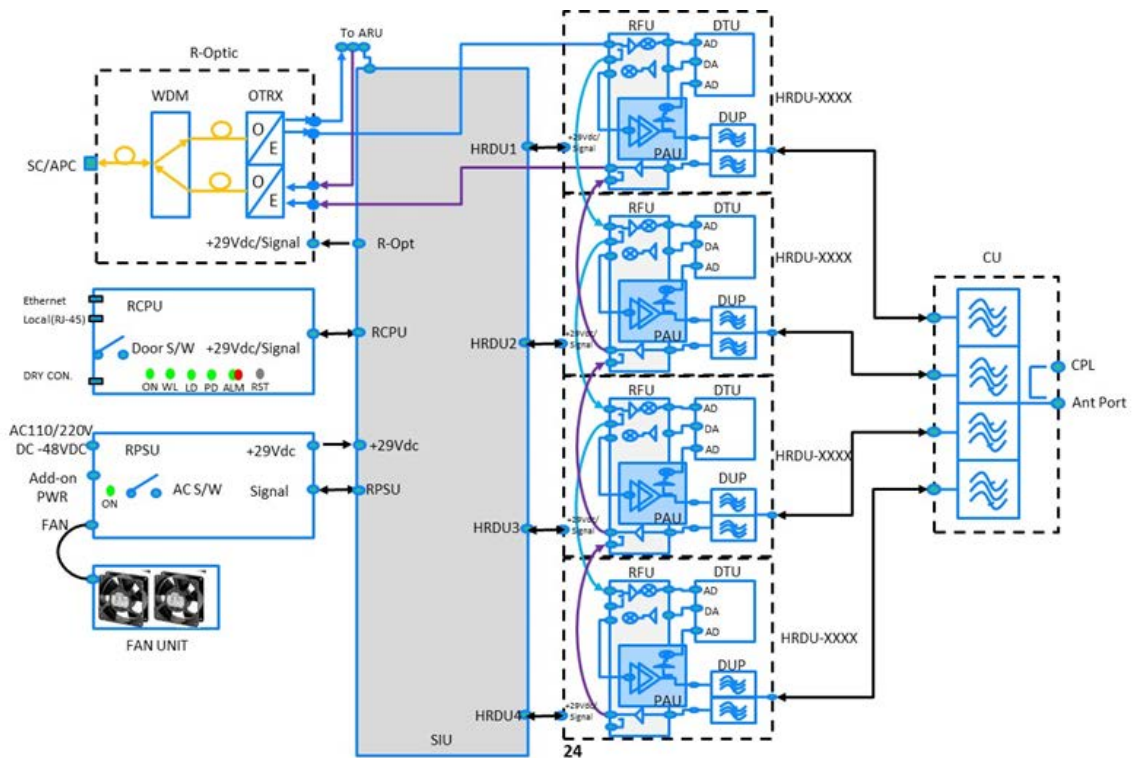 To ARU
R-Optic
WDM
OTRX
O
E
O
E
SC/APC
+29Vdc/Signal
R-Opt
Ethernet
Local(RJ-45)
RCPU
Door S/W
+29Vdc/Signal
DRY CON.
ON WL LD PD ALM RST
RCPU
AC110/220V
DC -48VDC
RPSU
+29Vdc
+29Vdc
Add-on
PWR
ON
AC S/W
Signal
RPSU
FAN
FAN UNIT
SIU
HRDU1
HRDU2
HRDU3
HRDU4
RFU
DTU
AD
DA
AD
HRDU-XXXX
DUP
PAU
+29Vdc/
Signal
RFU
DTU
AD
DA
AD
HRDU-XXXX
DUP
PAU
+29Vdc/
Signal
RFU
DTU
AD
DA
AD
HRDU-XXXX
DUP
PAU
+29Vdc/
Signal
RFU
DTU
AD
DA
AD
HRDU-XXXX
DUP
PAU
+29Vdc/
Signal
24
CU
CPL
Ant Port